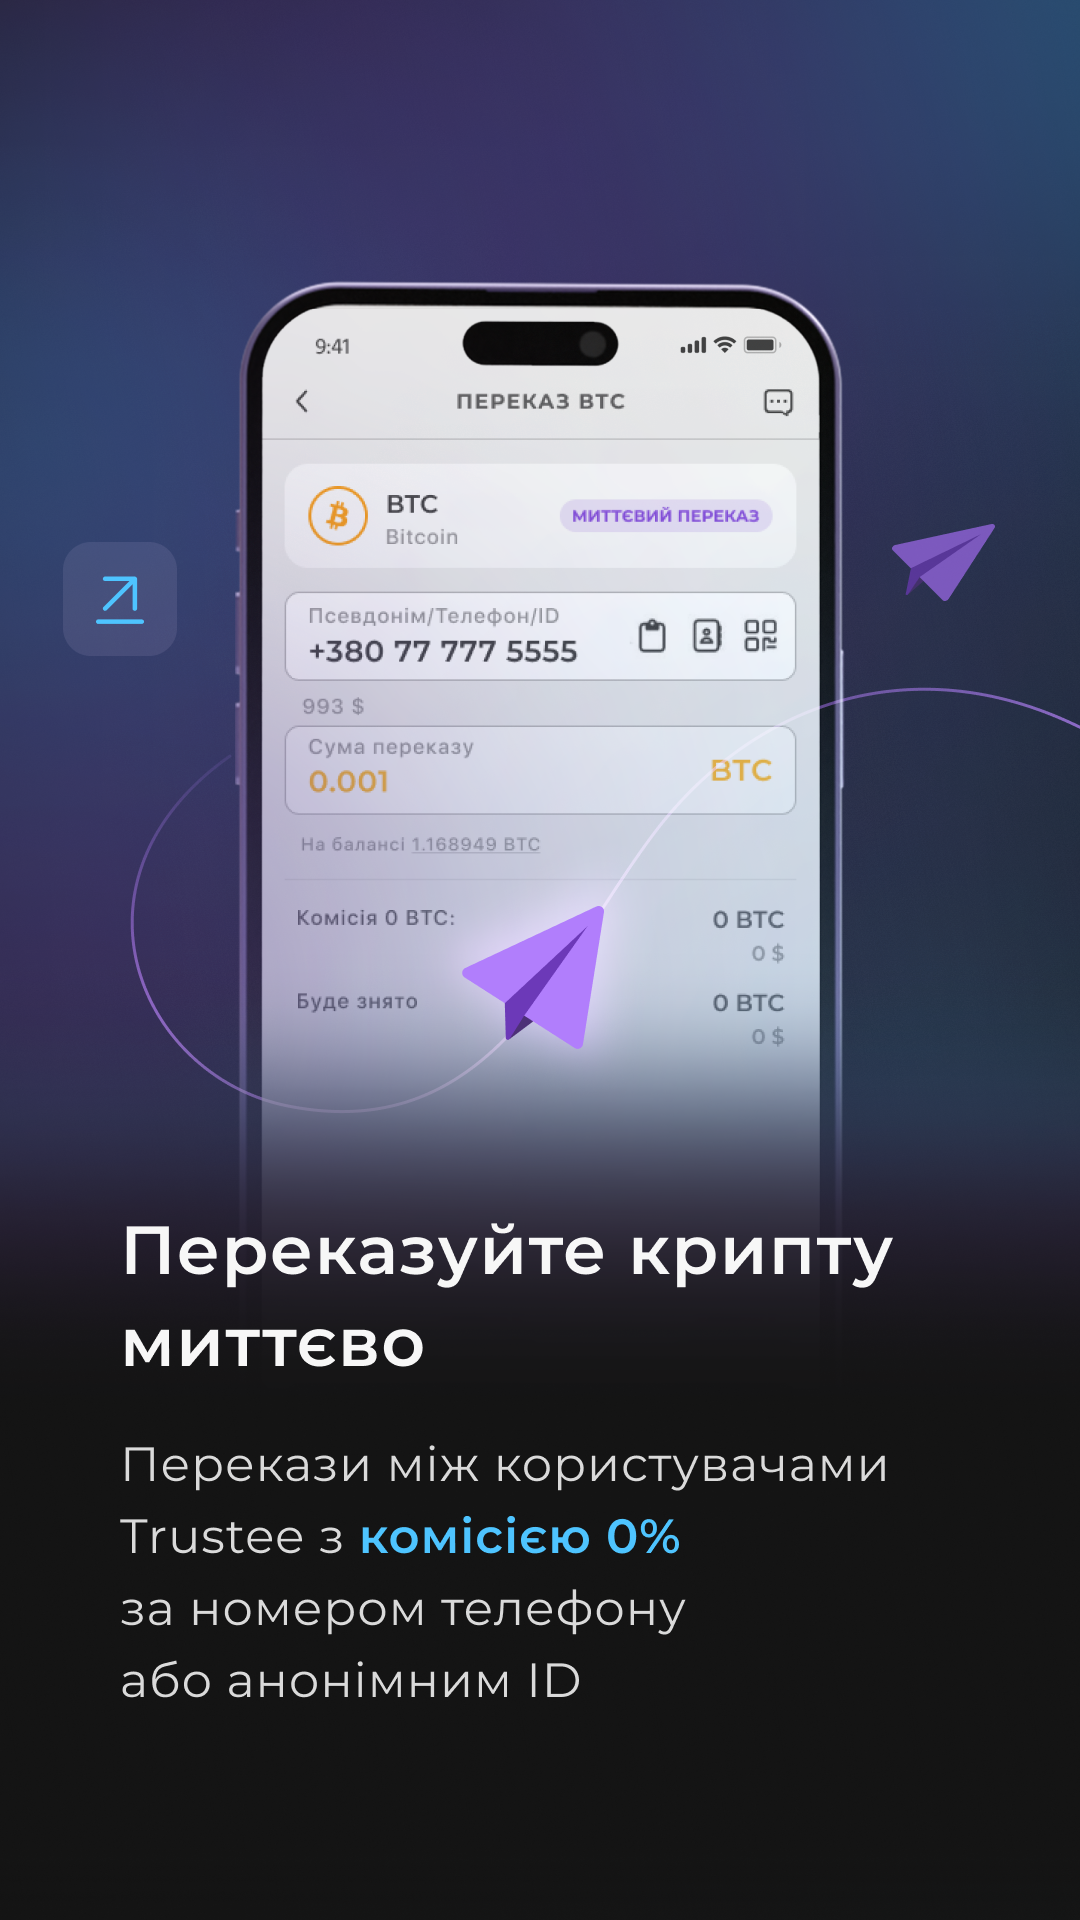 9:41
ПЕРЕКАЗ BTC
BTC
Bitcoin
МИТТЄВИЙ ПЕРЕКАЗ
Псевдонім/Телефон/ID
+380 77 777 5555
993 $
Сума переказу
0.001
BTC
На балансі 1.168949 BTC
Комісія 0 BTC:
0 BTC
0 $
Буде знято
0 BTC
0 $
Переказуйте крипту
миттєво
Перекази між користувачами
Trustee з комісією 0%
за номером телефону
або анонімним ID